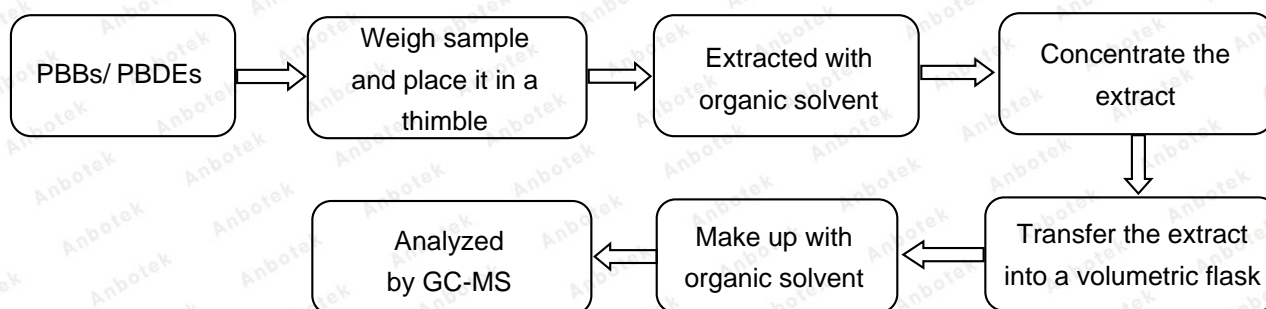 PBBs/ PBDEs
Weigh sample
and place it in a
thimble
Extracted with
organic solvent
Concentrate the
extract
Transfer the extract
into a volumetric flask
Make up with
organic solvent
Analyzed
by GC-MS
Anbotek